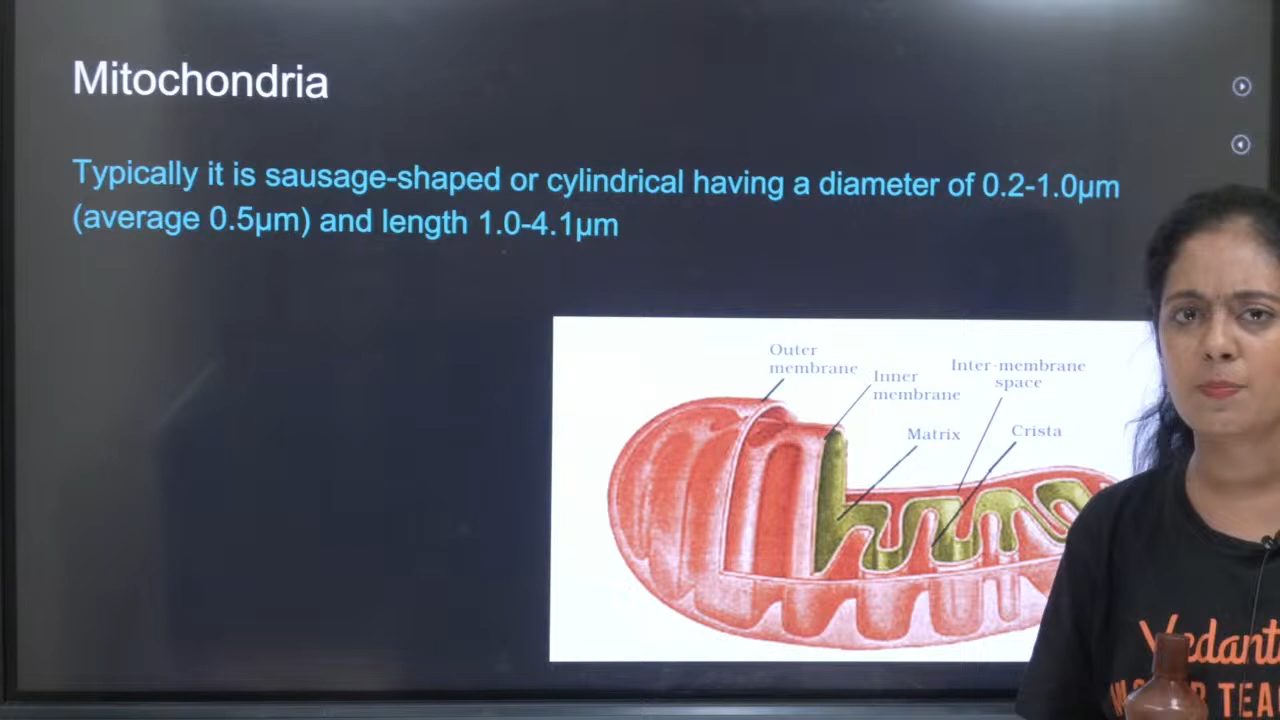 Mitochondria
Typically it is sausage-shaped or cylindrical having a diameter of 0.2-1.0μm
(average 0.5μm) and length 1.0-4.1μm
Outer
membrane
Inner
membrane
Inter-membrane
space
Matrix
Crista
Vedant
TEA